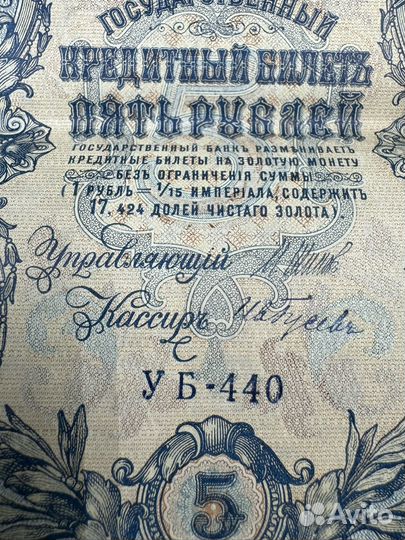 ГОСУДАРСТВЕННЫЙ
КРЕДИТНЫЙ БИЛЕТЪ
ПЯТЬ РУБЛЕЙ
ГОСУДАРСТВЕННЫЙ БАНКЪ РАЗМѢНИВАЕТЪ
КРЕДИТНЫЕ БИЛЕТЫ НА ЗОЛОТУЮ МОНЕТУ
БЕЗЪ ОГРАНИЧЕНІЯ СУММЫ
(1 РУБЛЬ = 1/15 ИМПЕРІАЛА, СОДЕРЖИТЪ
17,424 ДОЛЕЙ ЧИСТАГО ЗОЛОТА).
Управляющій
Кассиръ
УБ-440
5
Avito